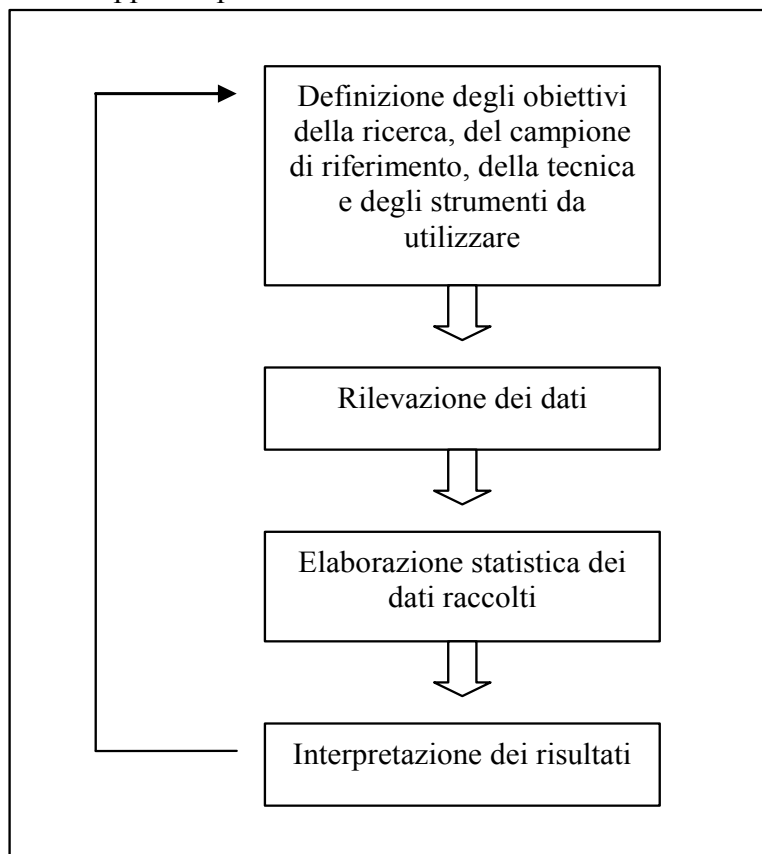 Definizione degli obiettivi
della ricerca, del campione
di riferimento, della tecnica
e degli strumenti da
utilizzare
Rilevazione dei dati
Elaborazione statistica dei
dati raccolti
Interpretazione dei risultati